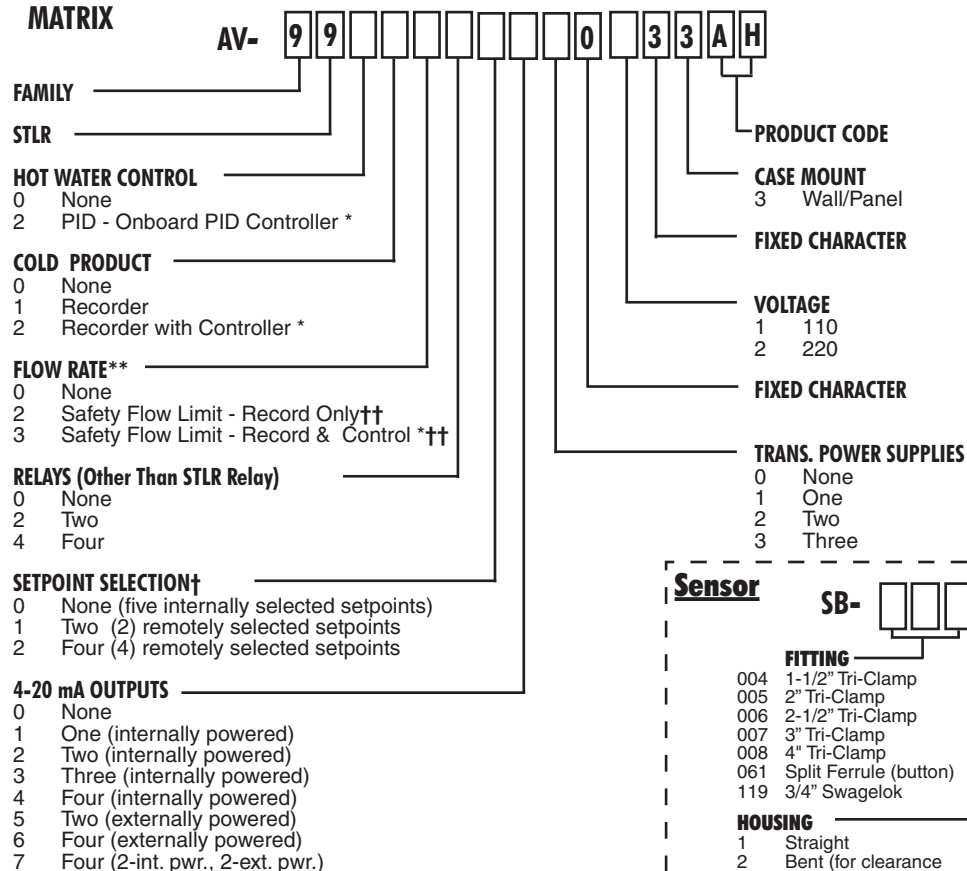 MATRIX
AV- 9 9 0 3 3 A H
FAMILY
STLR
HOT WATER CONTROL
0 None
2 PID - Onboard PID Controller *
COLD PRODUCT
0 None
1 Recorder
2 Recorder with Controller *
FLOW RATE**
0 None
2 Safety Flow Limit - Record Only††
3 Safety Flow Limit - Record & Control *††
RELAYS (Other Than STLR Relay)
0 None
2 Two
4 Four
SETPOINT SELECTION†
0 None (five internally selected setpoints)
1 Two (2) remotely selected setpoints
2 Four (4) remotely selected setpoints
4-20 mA OUTPUTS
0 None
1 One (internally powered)
2 Two (internally powered)
3 Three (internally powered)
4 Four (internally powered)
5 Two (externally powered)
6 Four (externally powered)
7 Four (2-int. pwr., 2-ext. pwr.)
PRODUCT CODE
CASE MOUNT
3 Wall/Panel
FIXED CHARACTER
VOLTAGE
1 110
2 220
FIXED CHARACTER
TRANS. POWER SUPPLIES
0 None
1 One
2 Two
3 Three
Sensor
SB-
FITTING
004 1-1/2" Tri-Clamp
005 2" Tri-Clamp
006 2-1/2" Tri-Clamp
007 3" Tri-Clamp
008 4" Tri-Clamp
061 Split Ferrule (button)
119 3/4" Swagelok
HOUSING
1 Straight
2 Bent (for clearance